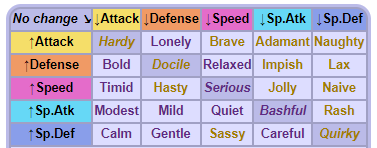 No change ↘ ↓Attack ↓Defense ↓Speed ↓Sp.Atk ↓Sp.Def
↑Attack Hardy Lonely Brave Adamant Naughty
↑Defense Bold Docile Relaxed Impish Lax
↑Speed Timid Hasty Serious Jolly Naive
↑Sp.Atk Modest Mild Quiet Bashful Rash
↑Sp.Def Calm Gentle Sassy Careful Quirky